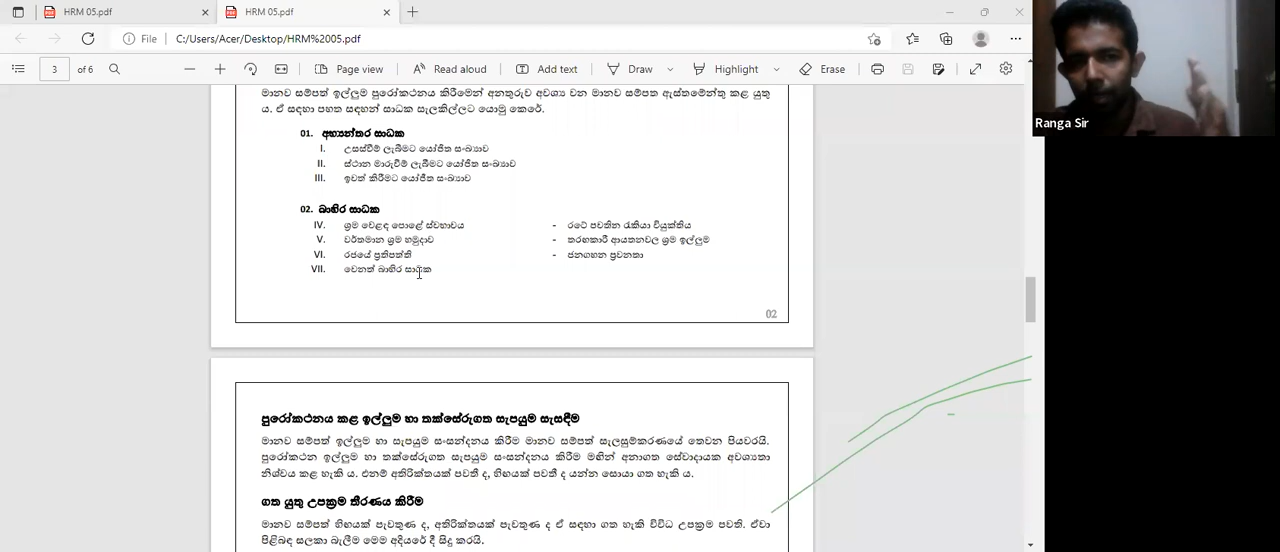 HRM 05.pdf
HRM 05.pdf
File C:/Users/Acer/Desktop/HRM%2005.pdf
3 of 6 Page view Read aloud Add text Draw Highlight Erase
Ranga Sir
මානව සම්පත් ඉල්ලුම පුරෝකථනය කිරීමෙන් අනතුරුව අවශ්‍ය වන මානව සම්පත ඇස්තමේන්තු කළ යුතු
ය. ඒ සඳහා පහත සඳහන් සාධක සැලකිල්ලට යොමු කෙරේ.
01. අභ්‍යන්තර සාධක
I. උසස්වීම් ලැබීමට යෝජිත සංඛ්‍යාව
II. ස්ථාන මාරුවීම් ලැබීමට යෝජිත සංඛ්‍යාව
III. ඉවත් කිරීමට යෝජිත සංඛ්‍යාව
02. බාහිර සාධක
IV. ශ්‍රම වෙළඳ පොළේ ස්වභාවය - රටේ පවතින රැකියා වියුක්තිය
V. වර්තමාන ශ්‍රම හමුදාව - තරඟකාරී ආයතනවල ශ්‍රම ඉල්ලුම
VI. රජයේ ප්‍රතිපත්ති - ජනගහන ප්‍රවනතා
VII. වෙනත් බාහිර සාධක
02
පුරෝකථනය කළ ඉල්ලුම හා තක්සේරුගත සැපයුම සැසඳීම
මානව සම්පත් ඉල්ලුම හා සැපයුම සංසන්දනය කිරීම මානව සම්පත් සැලසුම්කරණයේ තෙවන පියවරයි.
පුරෝකථන ඉල්ලුම හා තක්සේරුගත සැපයුම සංසන්දනය කිරීම මඟින් අනාගත සේවාදායක අවශ්‍යතා
නිශ්චය කළ හැකි ය. එනම් අතිරික්තයක් පවතී ද, හිඟයක් පවතී ද යන්න සොයා ගත හැකි ය.
ගත යුතු උපක්‍රම තීරණය කිරීම
මානව සම්පත් හිඟයක් පැවතුණ ද, අතිරික්තයක් පැවතුණ ද ඒ සඳහා ගත හැකි විවිධ උපක්‍රම පවතී. ඒවා
පිළිබඳ සලකා බැලීම මෙම අදියරේ දී සිදු කරයි.